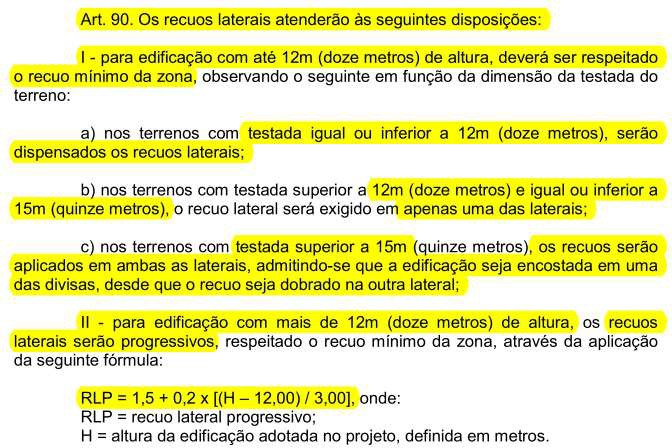 Art. 90. Os recuos laterais atenderão às seguintes disposições:
I - para edificação com até 12m (doze metros) de altura, deverá ser respeitado
o recuo mínimo da zona, observando o seguinte em função da dimensão da testada do
terreno:
a) nos terrenos com testada igual ou inferior a 12m (doze metros), serão
dispensados os recuos laterais;
b) nos terrenos com testada superior a 12m (doze metros) e igual ou inferior a
15m (quinze metros), o recuo lateral será exigido em apenas uma das laterais;
c) nos terrenos com testada superior a 15m (quinze metros), os recuos serão
aplicados em ambas as laterais, admitindo-se que a edificação seja encostada em uma
das divisas, desde que o recuo seja dobrado na outra lateral;
II - para edificação com mais de 12m (doze metros) de altura, os recuos
laterais serão progressivos, respeitado o recuo mínimo da zona, através da aplicação
da seguinte fórmula:
RLP = 1,5 + 0,2 x [(H – 12,00) / 3,00], onde:
RLP = recuo lateral progressivo;
H = altura da edificação adotada no projeto, definida em metros.